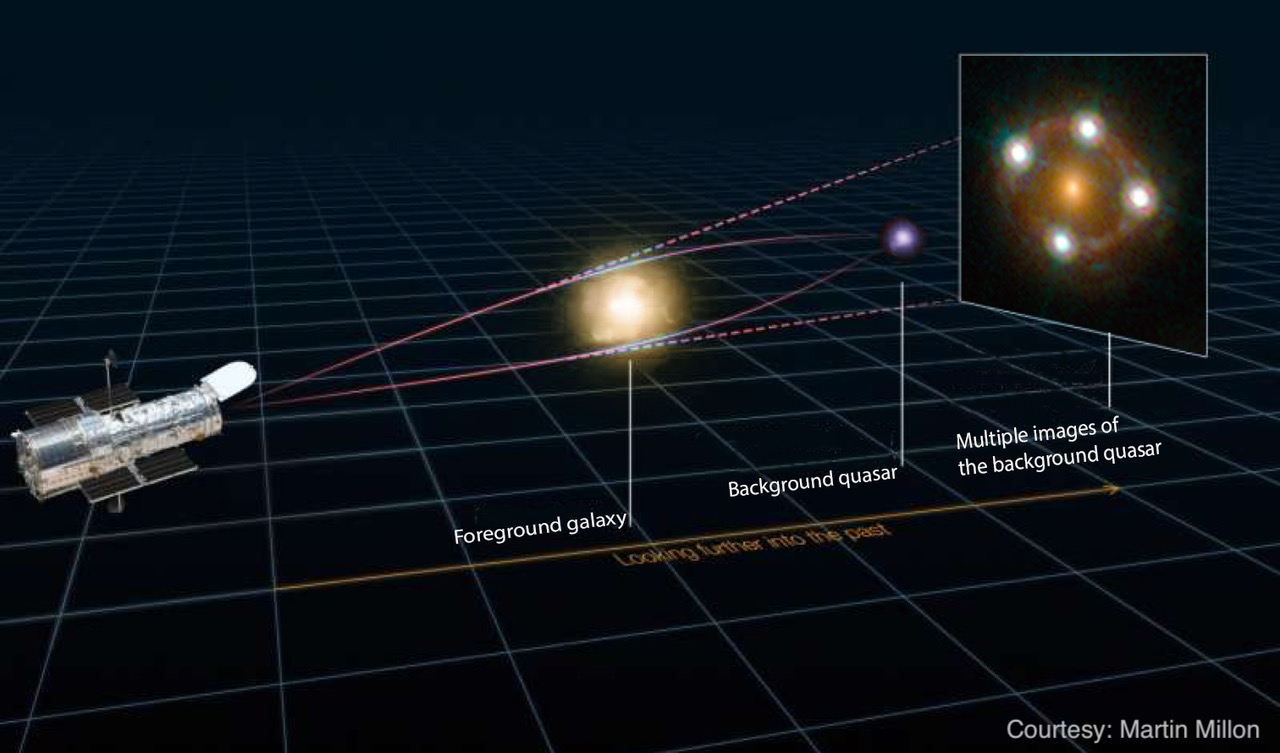 Multiple images of
the background quasar
Background quasar
Foreground galaxy
Looking further into the past
Courtesy: Martin Millon